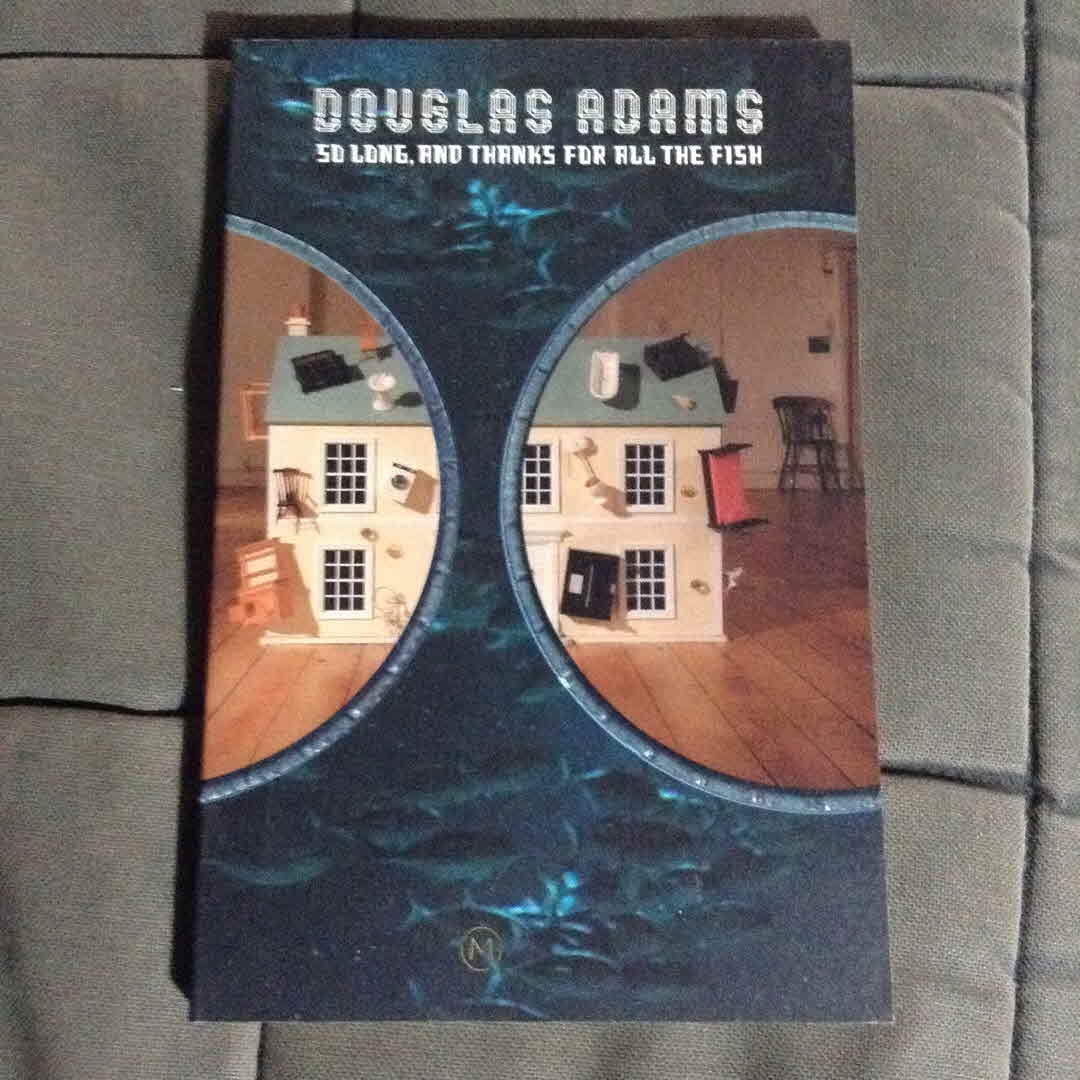 DOUGLAS ADAMS
SO LONG, AND THANKS FOR ALL THE FISH
M